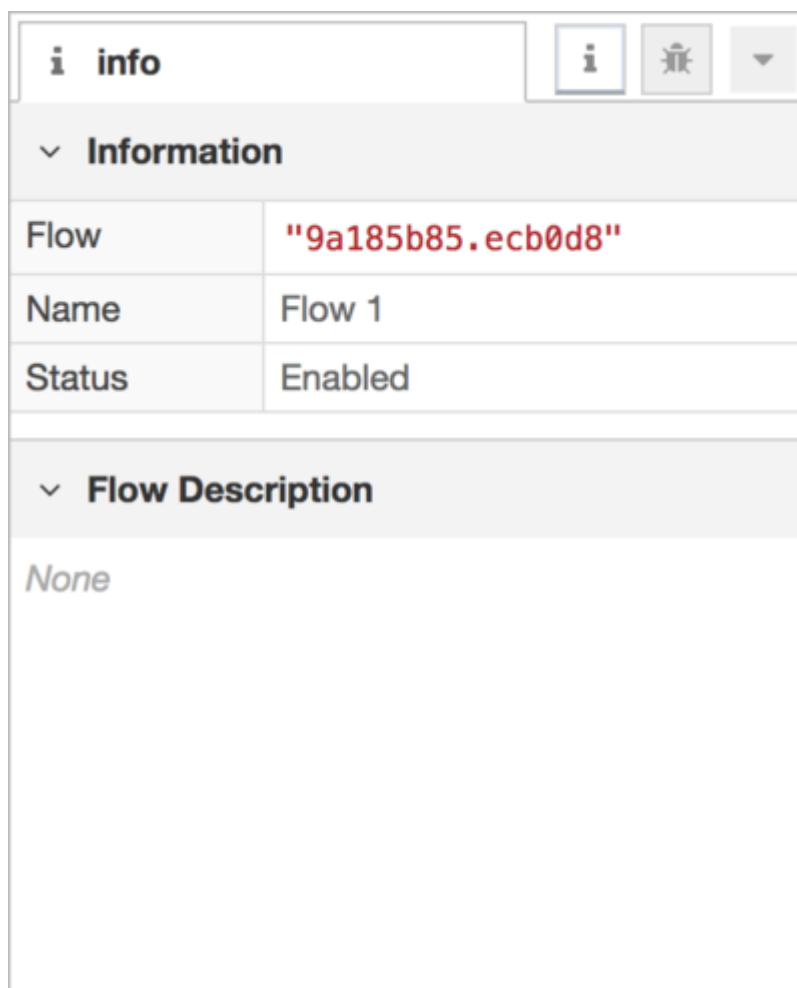 info
Information
Flow "9a185b85.ecb0d8"
Name Flow 1
Status Enabled
Flow Description
None